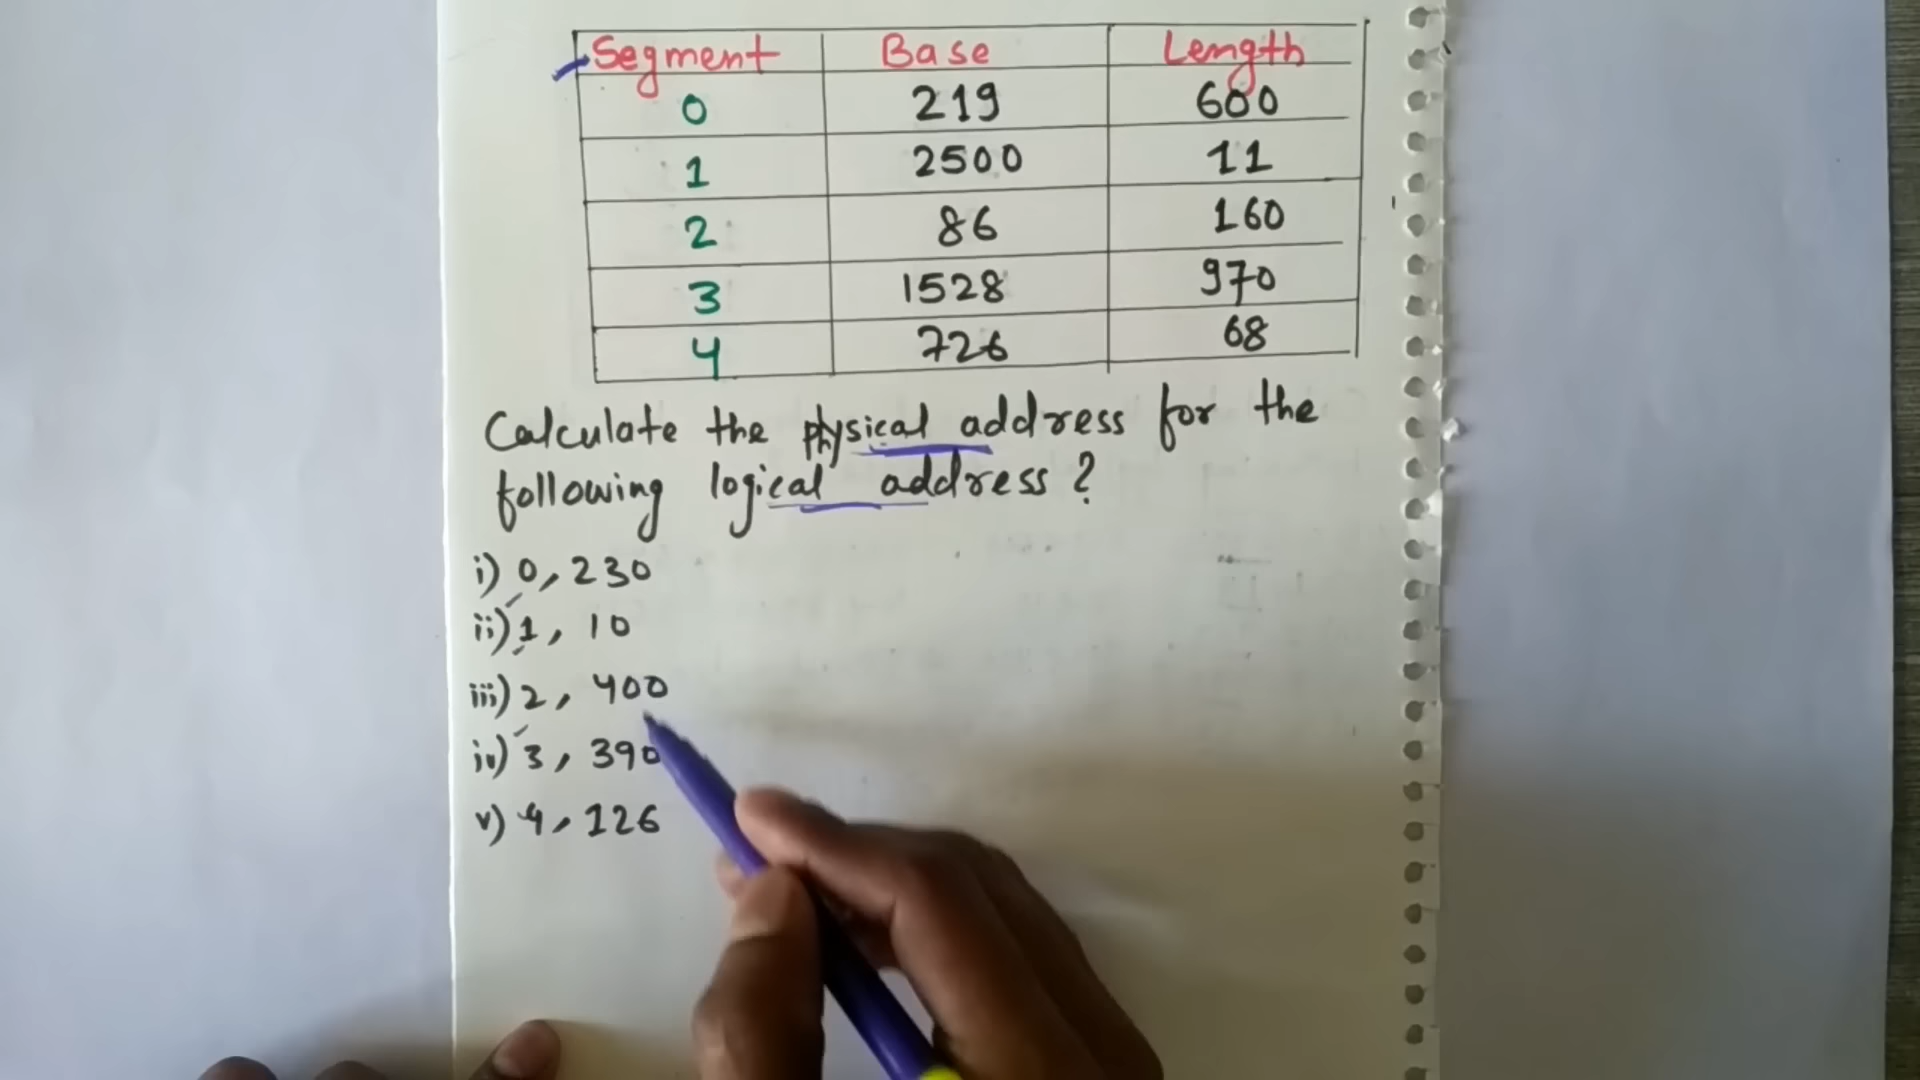 Segment Base Length
0 219 600
1 2500 11
2 86 160
3 1528 970
4 726 68
Calculate the physical address for the
following logical address ?
i) 0, 230
ii) 1, 10
iii) 2, 400
iv) 3, 390
v) 4, 126